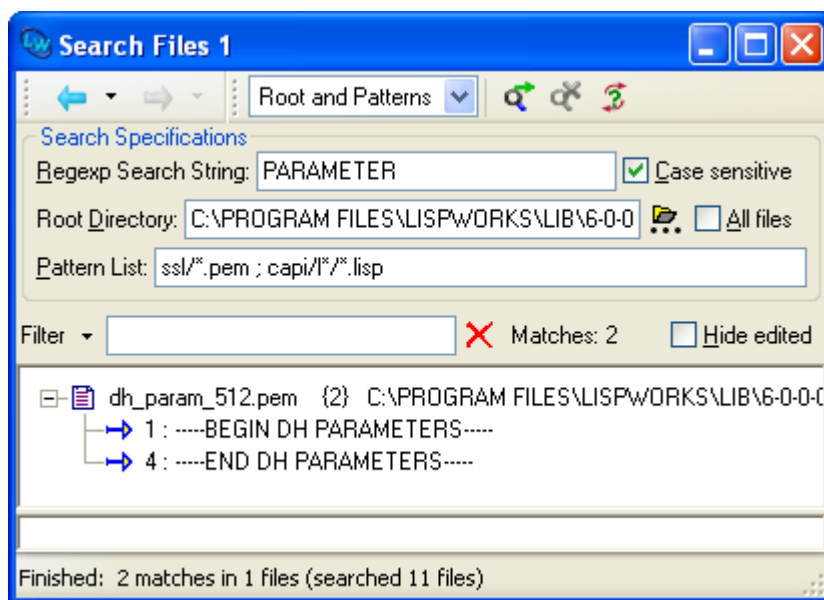 Search Files 1
Root and Patterns
Search Specifications
Regexp Search String: PARAMETER Case sensitive
Root Directory: C:\PROGRAM FILES\LISPWORKS\LIB\6-0-0 All files
Pattern List: ssl/*.pem ; capi/l*/*.lisp
Filter Matches: 2 Hide edited
dh_param_512.pem {2} C:\PROGRAM FILES\LISPWORKS\LIB\6-0-0-0
1 : -----BEGIN DH PARAMETERS-----
4 : -----END DH PARAMETERS-----
Finished: 2 matches in 1 files (searched 11 files)